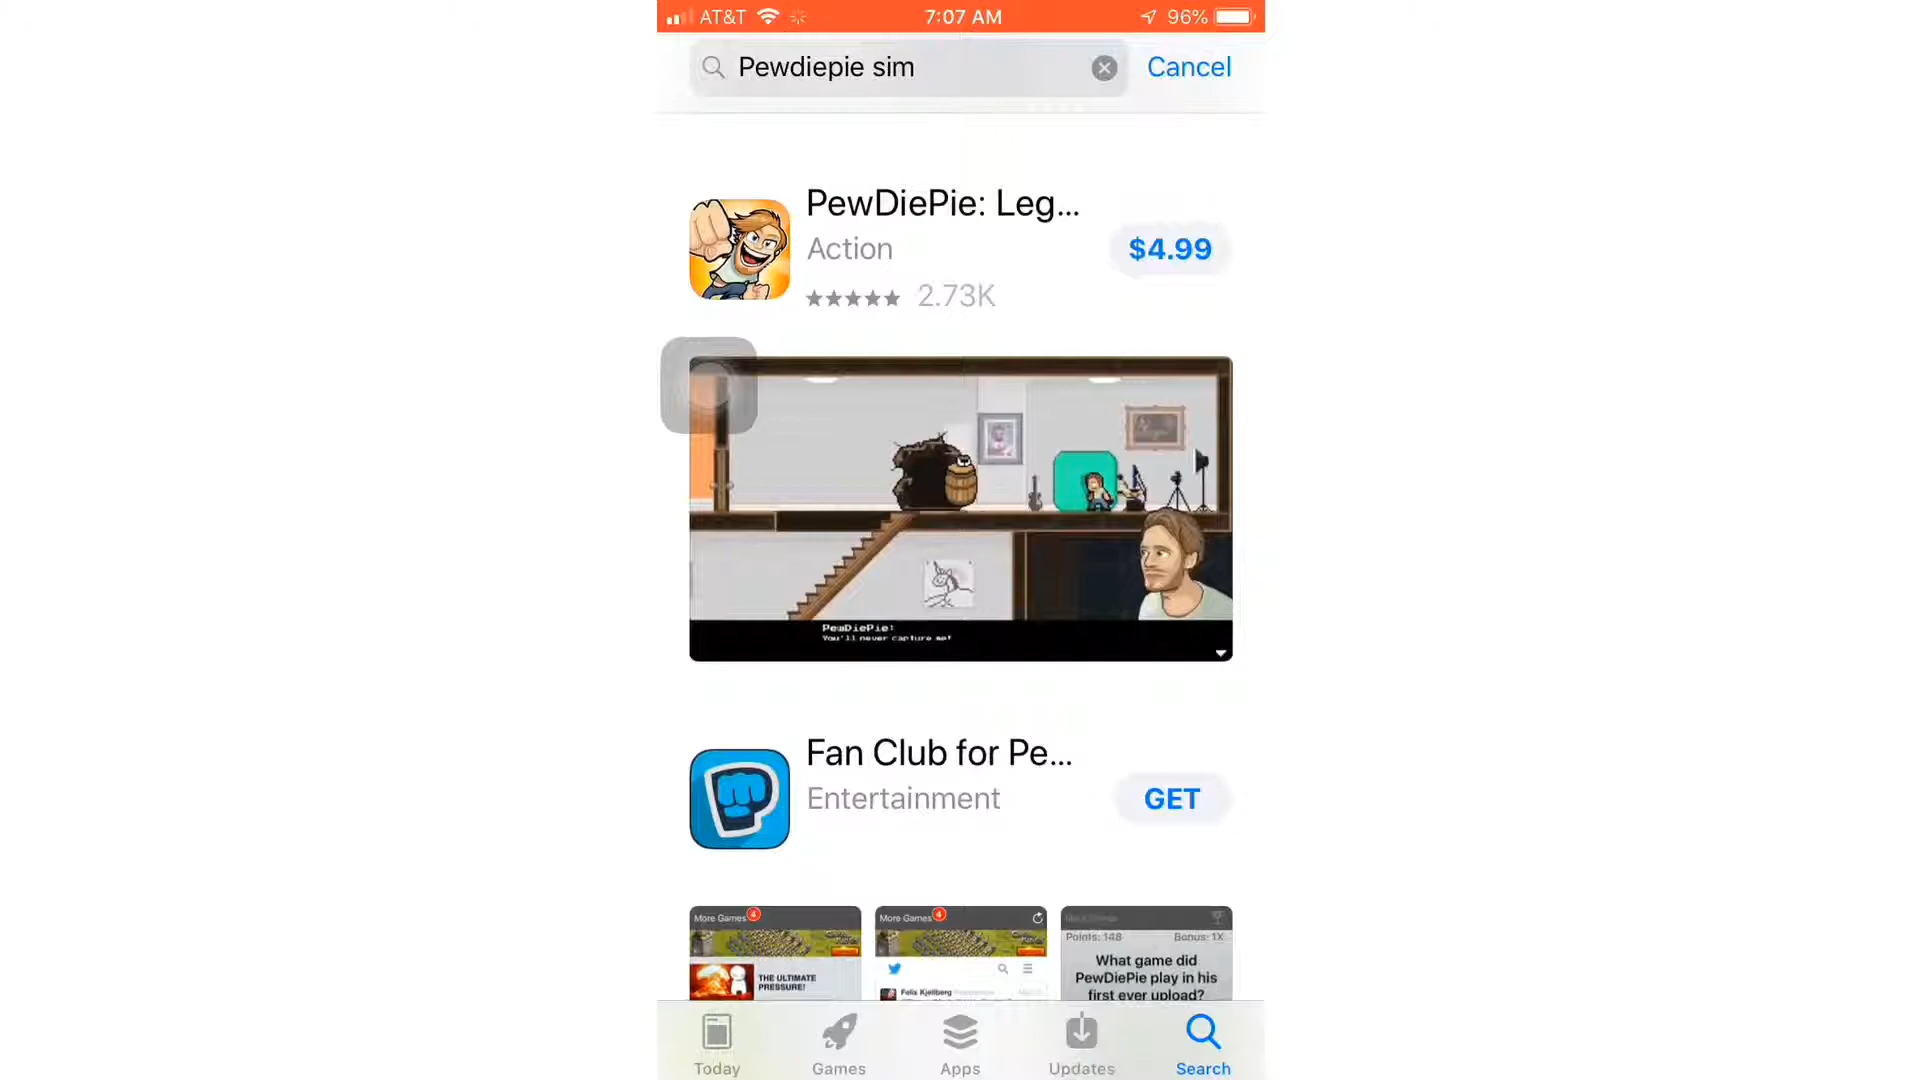 AT&T 7:07 AM 96%
Pewdiepie sim
Cancel
PewDiePie: Leg...
Action
$4.99
2.73K
PewDiePie:
You'll never capture me!
Fan Club for Pe...
Entertainment
GET
More Games 4
THE ULTIMATE
PRESSURE!
More Games 4
Felix Kjellberg
Points: 148 Bonus: 1X
What game did
PewDiePie play in his
first ever upload?
Today Games Apps Updates Search